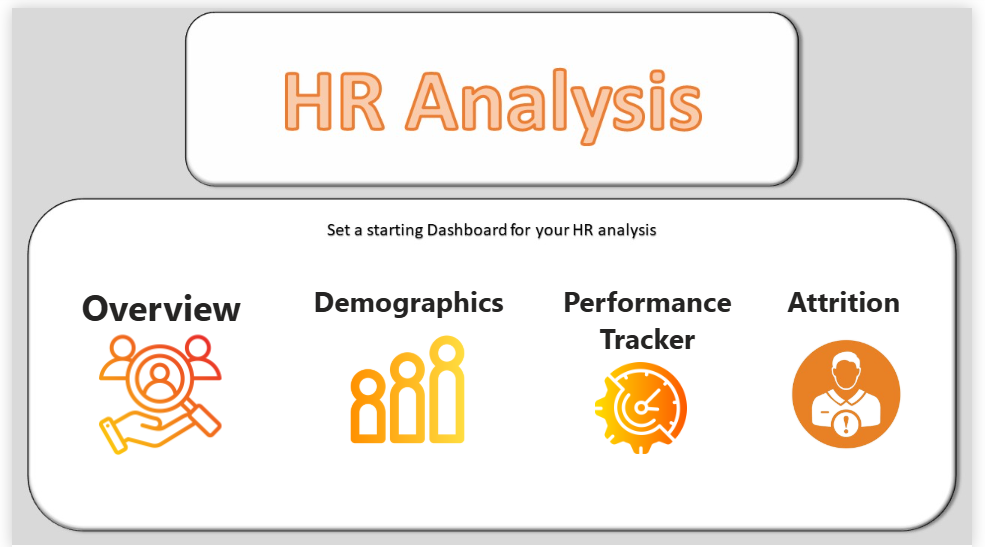 HR Analysis
Set a starting Dashboard for your HR analysis
Overview
Demographics
Performance
Tracker
Attrition